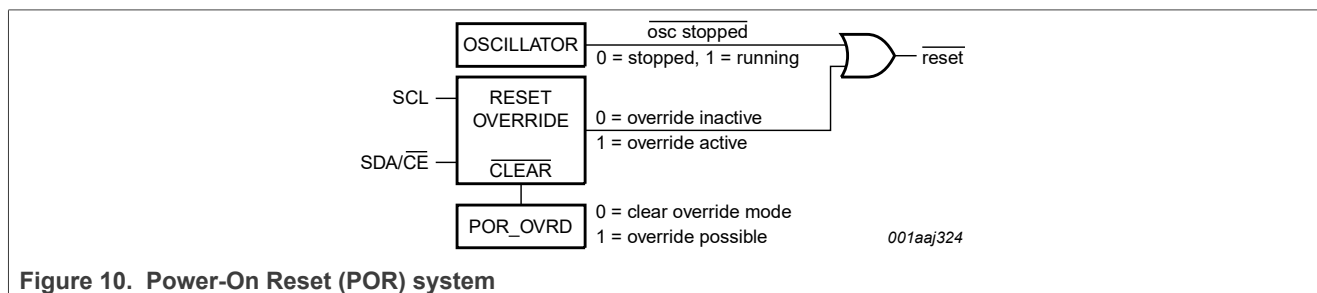 OSCILLATOR
osc stopped
0 = stopped, 1 = running
reset
SCL
RESET
OVERRIDE
0 = override inactive
1 = override active
SDA/CE
CLEAR
POR_OVRD
0 = clear override mode
1 = override possible
001aaj324
Figure 10. Power-On Reset (POR) system